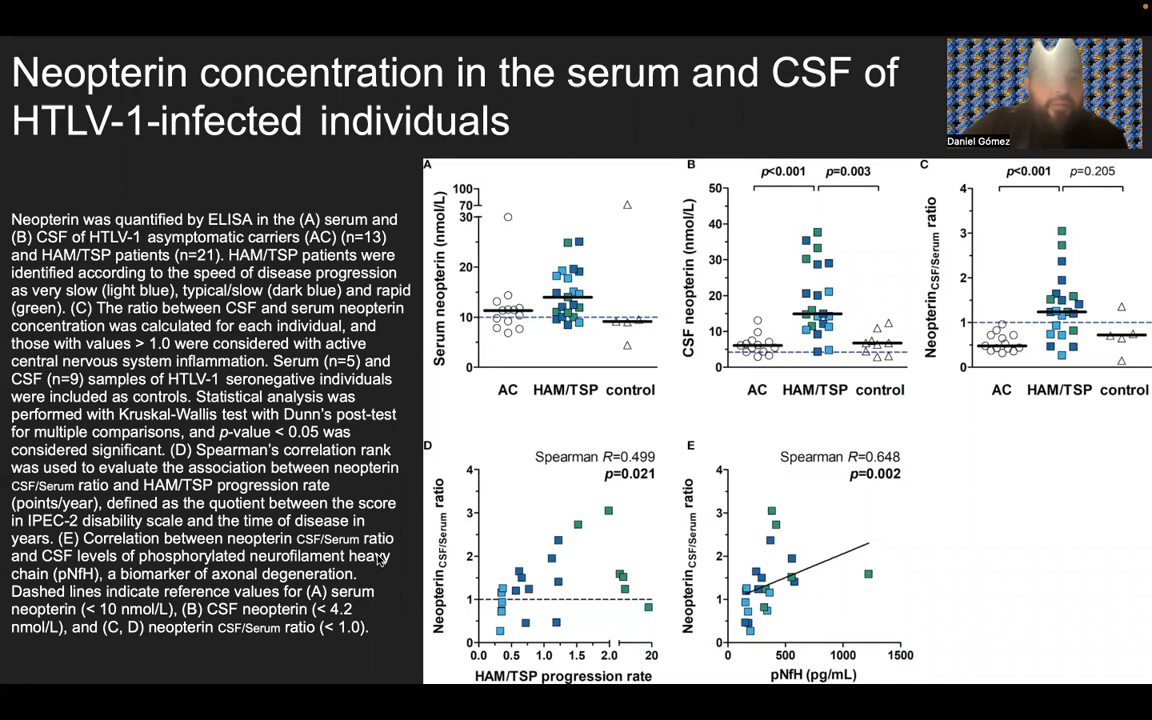 Neopterin concentration in the serum and CSF of
HTLV-1-infected individuals
Daniel Gómez
Neopterin was quantified by ELISA in the (A) serum and
(B) CSF of HTLV-1 asymptomatic carriers (AC) (n=13)
and HAM/TSP patients (n=21). HAM/TSP patients were
identified according to the speed of disease progression
as very slow (light blue), typical/slow (dark blue) and rapid
(green). (C) The ratio between CSF and serum neopterin
concentration was calculated for each individual, and
those with values > 1.0 were considered with active
central nervous system inflammation. Serum (n=5) and
CSF (n=9) samples of HTLV-1 seronegative individuals
were included as controls. Statistical analysis was
performed with Kruskal-Wallis test with Dunn's post-test
for multiple comparisons, and p-value < 0.05 was
considered significant. (D) Spearman's correlation rank
was used to evaluate the association between neopterin
CSF/Serum ratio and HAM/TSP progression rate
(points/year), defined as the quotient between the score
in IPEC-2 disability scale and the time of disease in
years. (E) Correlation between neopterin CSF/Serum ratio
and CSF levels of phosphorylated neurofilament heavy
chain (pNfH), a biomarker of axonal degeneration.
Dashed lines indicate reference values for (A) serum
neopterin (< 10 nmol/L), (B) CSF neopterin (< 4.2
nmol/L), and (C, D) neopterin CSF/Serum ratio (< 1.0).
A
Serum neopterin (nmol/L)
100
70
30
20
10
0
AC HAM/TSP control
B
p<0.001 p=0.003
CSF neopterin (nmol/L)
50
40
30
20
10
0
AC HAM/TSP control
C
p<0.001 p=0.205
Neopterin CSF/Serum ratio
4
3
2
1
0
AC HAM/TSP control
D
Spearman R=0.499
p=0.021
Neopterin CSF/Serum ratio
4
3
2
1
0
0.0 0.5 1.0 1.5 2.0 20
HAM/TSP progression rate
E
Spearman R=0.648
p=0.002
Neopterin CSF/Serum ratio
4
3
2
1
0
0 500 1000 1500
pNfH (pg/mL)